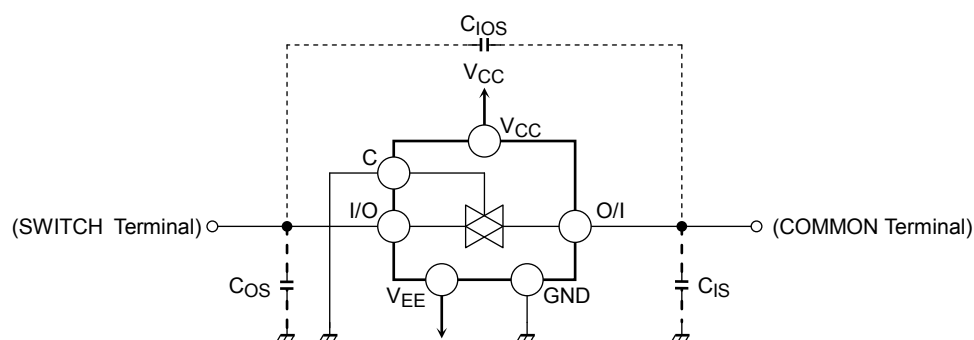 CIOS
VCC
VCC
C
I/O
O/I
(SWITCH Terminal)
(COMMON Terminal)
COS
VEE
GND
CIS